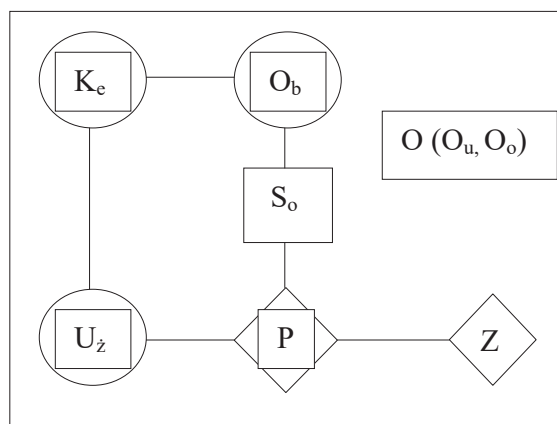 Kₑ
O_b
O (Oᵤ, Oₒ)
Sₒ
U_ż
P
Z